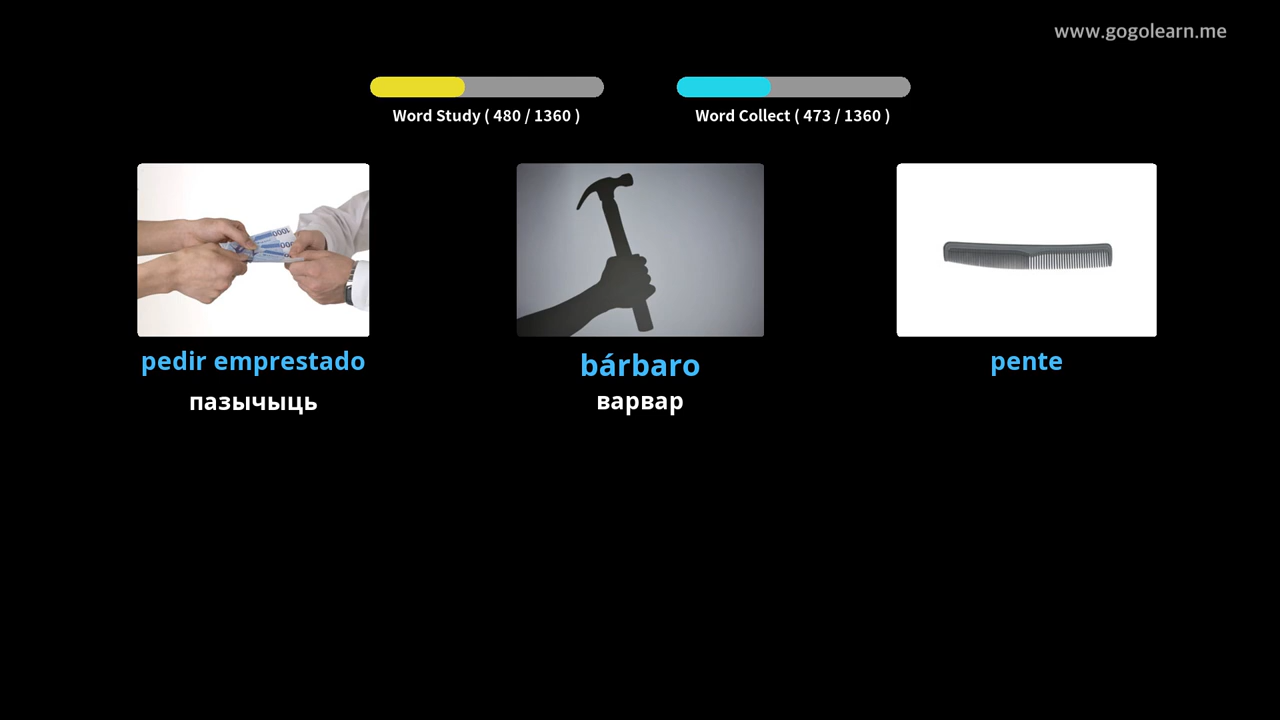 www.gogolearn.me
Word Study ( 480 / 1360 )
Word Collect ( 473 / 1360 )
pedir emprestado
пазычыць
bárbaro
варвар
pente